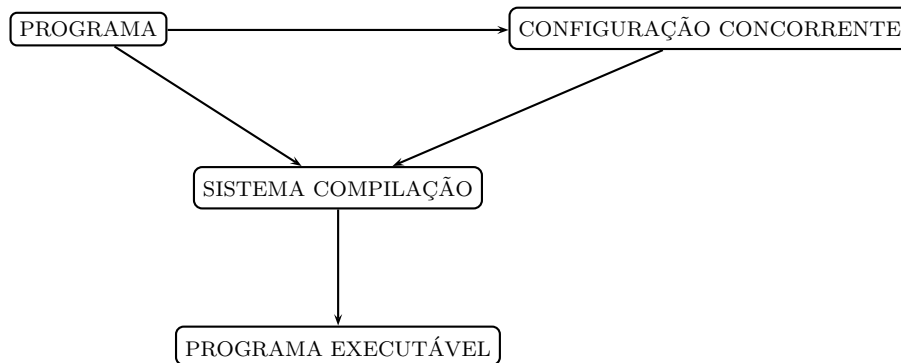 PROGRAMA
CONFIGURAÇÃO CONCORRENTE
SISTEMA COMPILAÇÃO
PROGRAMA EXECUTÁVEL